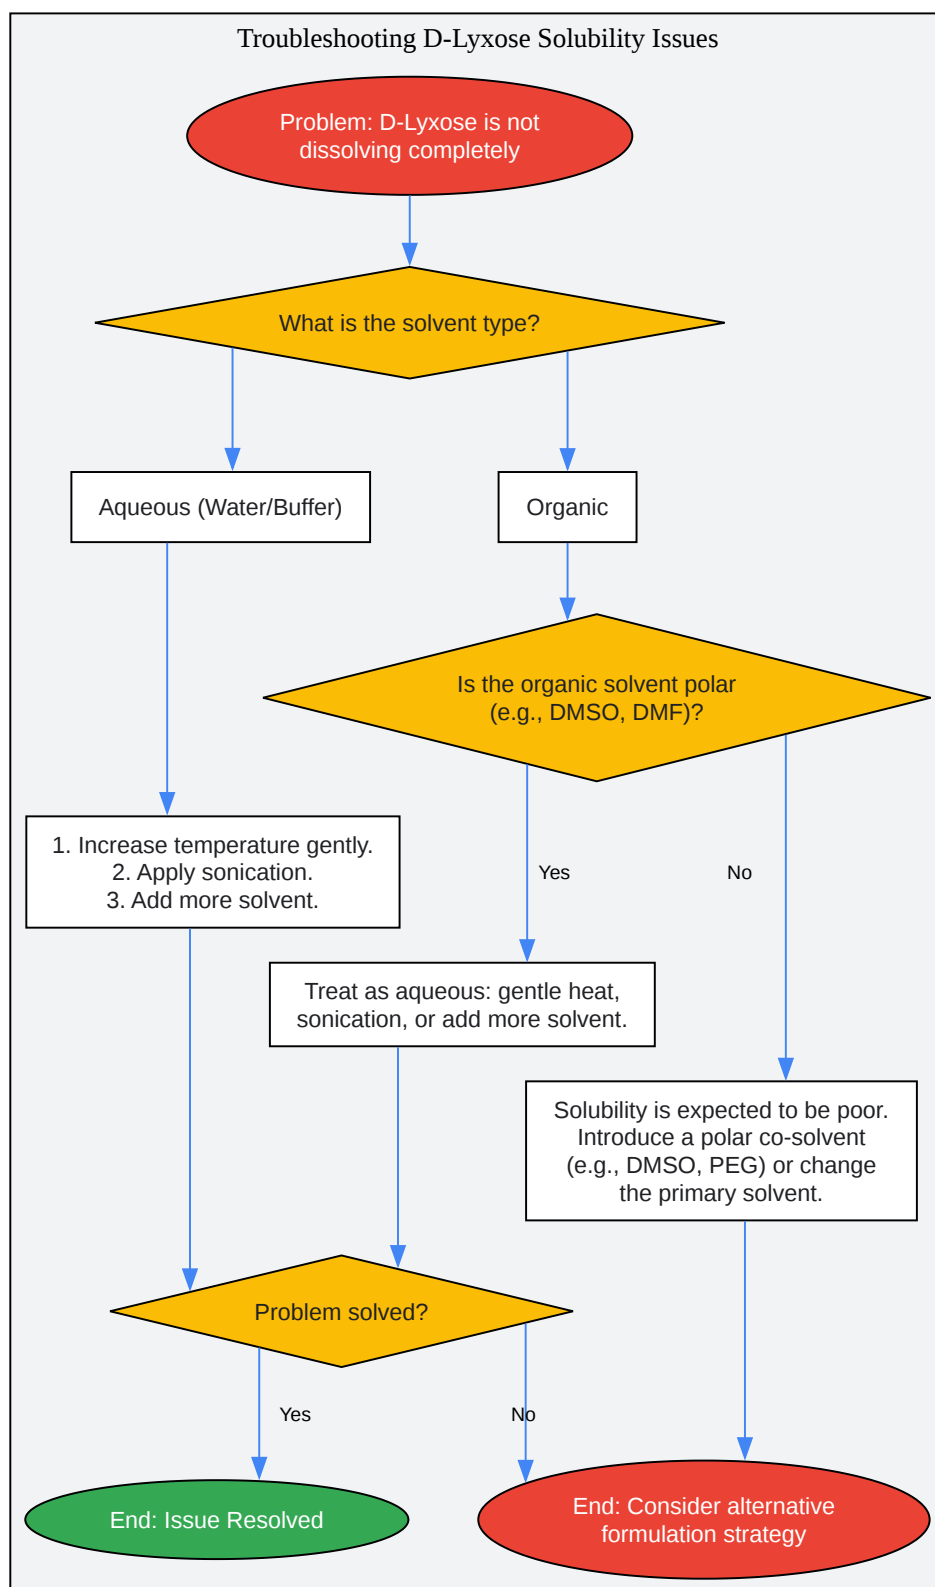 Troubleshooting D-Lyxose Solubility Issues
Problem: D-Lyxose is not
dissolving completely
What is the solvent type?
Aqueous (Water/Buffer)
Organic
Is the organic solvent polar
(e.g., DMSO, DMF)?
1. Increase temperature gently.
2. Apply sonication.
3. Add more solvent.
Yes
No
Treat as aqueous: gentle heat,
sonication, or add more solvent.
Solubility is expected to be poor.
Introduce a polar co-solvent
(e.g., DMSO, PEG) or change
the primary solvent.
Problem solved?
Yes
No
End: Issue Resolved
End: Consider alternative
formulation strategy